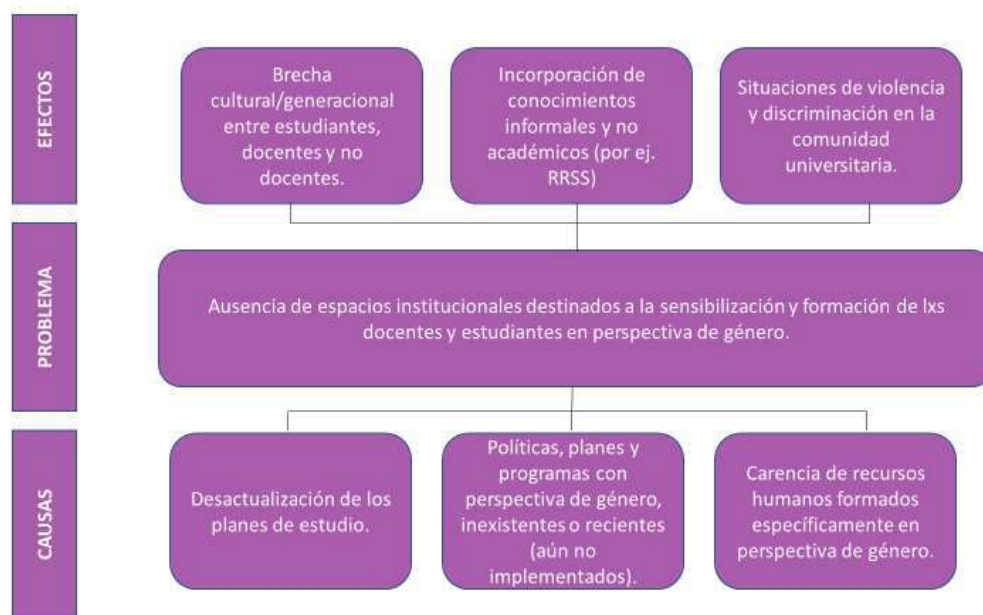 EFECTOS
Brecha
cultural/generacional
entre estudiantes,
docentes y no
docentes.
Incorporación de
conocimientos
informales y no
académicos (por ej.
RRSS)
Situaciones de violencia
y discriminación en la
comunidad
universitaria.
PROBLEMA
Ausencia de espacios institucionales destinados a la sensibilización y formación de lxs
docentes y estudiantes en perspectiva de género.
CAUSAS
Desactualización de los
planes de estudio.
Políticas, planes y
programas con
perspectiva de género,
inexistentes o recientes
(aún no
implementados).
Carencia de recursos
humanos formados
específicamente en
perspectiva de género.